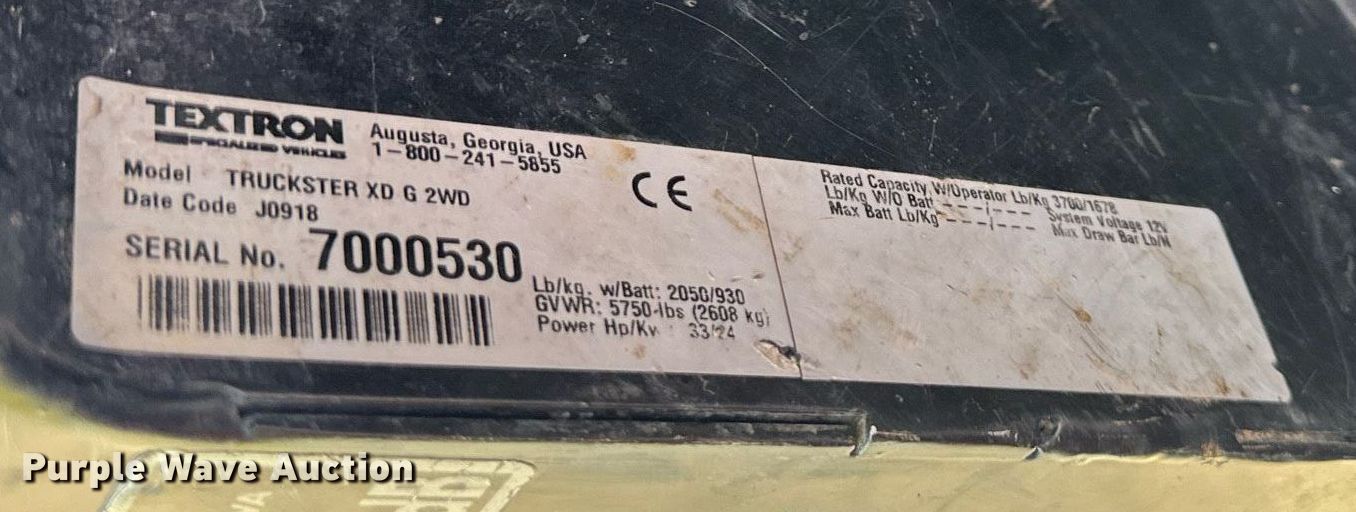 TEXTRON
SPECIALIZED VEHICLES
Augusta, Georgia, USA
1-800-241-5855
Model TRUCKSTER XD G 2WD
Date Code J0918
SERIAL No. 7000530
Lb/kg. w/Batt: 2050/930
GVWR: 5750-lbs (2608 kg)
Power Hp/Kv : 33/24
CE
Rated Capacity W/Operator Lb/Kg 3700/1678
Lb/Kg W/O Batt ---/--- System Voltage 12V
Max Batt Lb/Kg ---/--- Max Draw Bar Lb/N
Purple Wave Auction